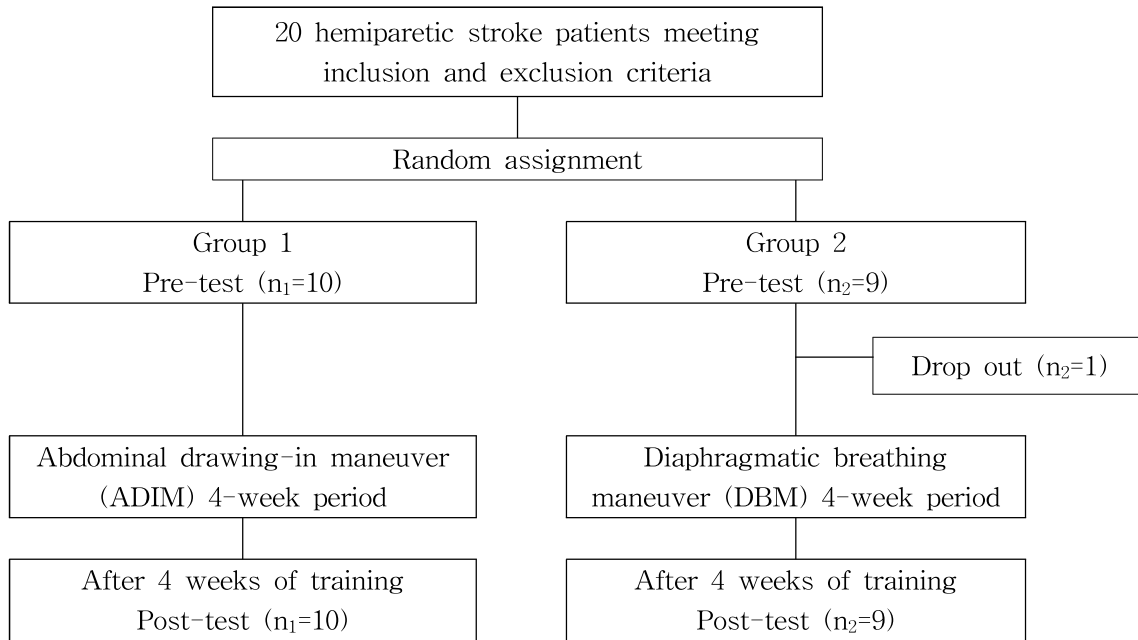 20 hemiparetic stroke patients meeting
inclusion and exclusion criteria
Random assignment
Group 1
Pre-test (n₁=10)
Group 2
Pre-test (n₂=9)
Drop out (n₂=1)
Abdominal drawing-in maneuver
(ADIM) 4-week period
Diaphragmatic breathing
maneuver (DBM) 4-week period
After 4 weeks of training
Post-test (n₁=10)
After 4 weeks of training
Post-test (n₂=9)